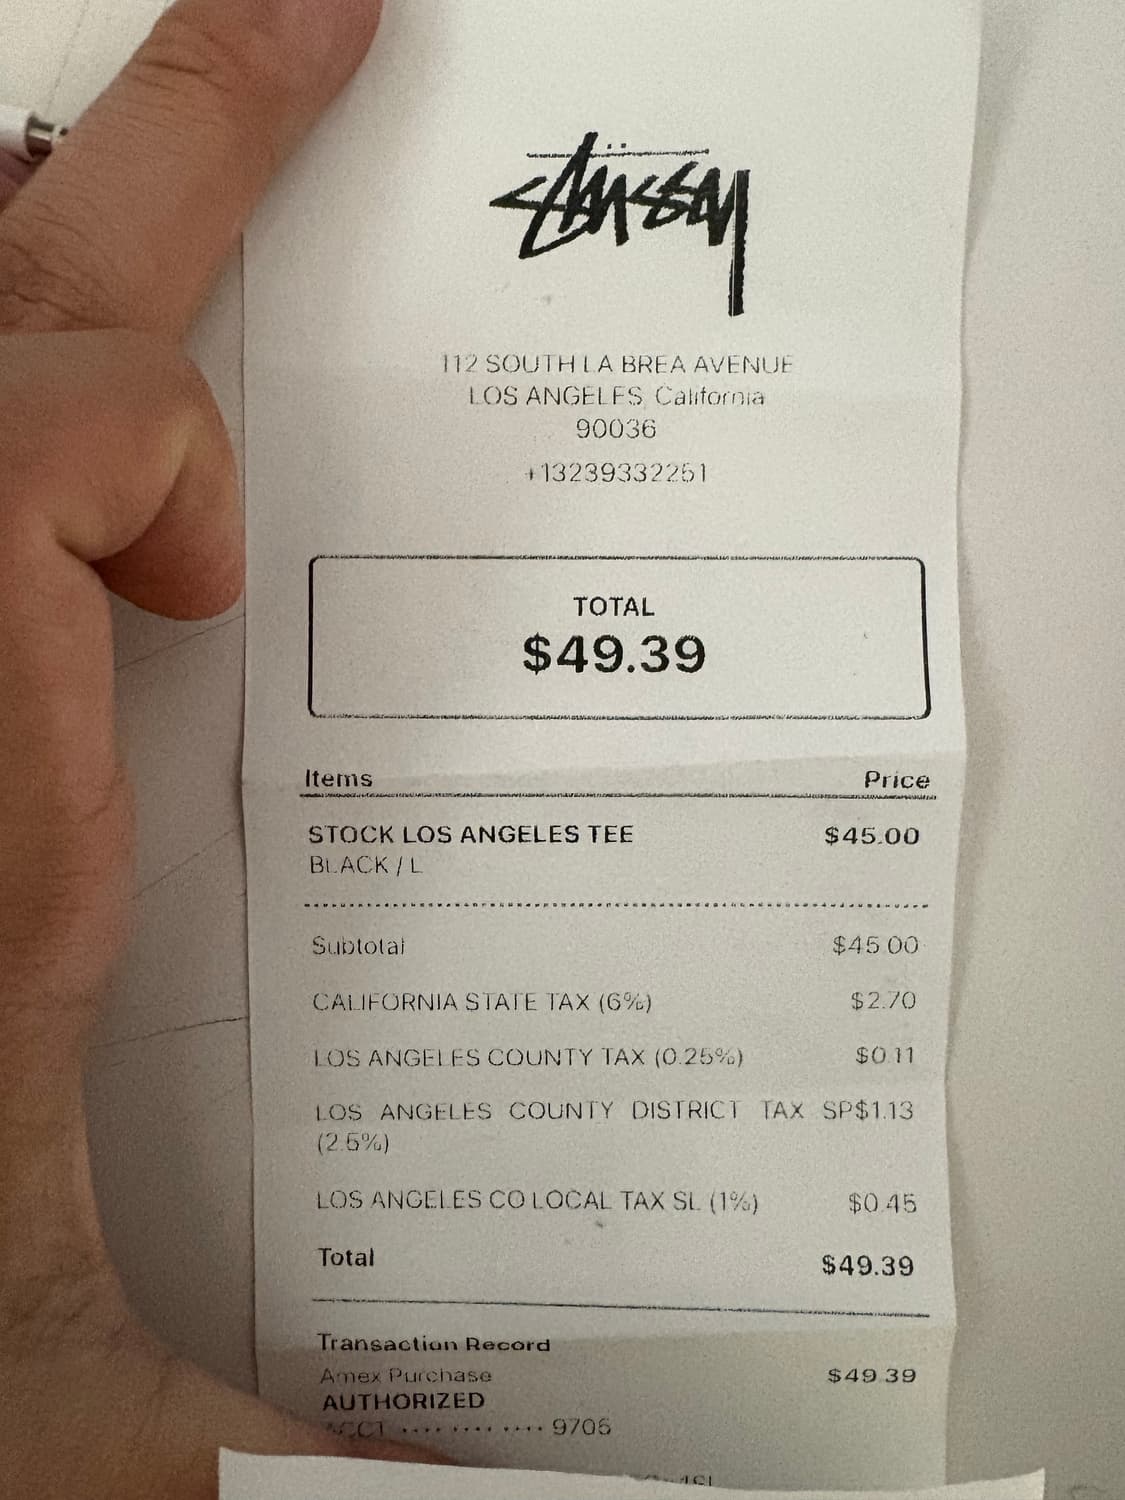 Stüssy
112 SOUTH LA BREA AVENUE
LOS ANGELES, California
90036
+13239332251
TOTAL
$49.39
Items Price
STOCK LOS ANGELES TEE $45.00
BLACK / L
Subtotal $45.00
CALIFORNIA STATE TAX (6%) $2.70
LOS ANGELES COUNTY TAX (0.25%) $0.11
LOS ANGELES COUNTY DISTRICT TAX SP$1.13
(2.5%)
LOS ANGELES CO LOCAL TAX SL (1%) $0.45
Total $49.39
Transaction Record
Amex Purchase $49.39
AUTHORIZED
ACCT ············ 9705